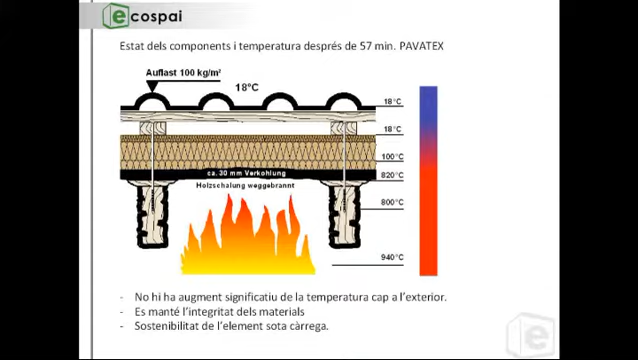 ecospai
Estat dels components i temperatura després de 57 min. PAVATEX
Auflast 100 kg/m²
18°C
18°C
18°C
100°C
ca. 30 mm Verkohlung
820°C
Holzschalung weggebrannt
800°C
940°C
- No hi ha augment significatiu de la temperatura cap a l'exterior.
- Es manté l'integritat dels materials
- Sostenibilitat de l'element sota càrrega.
e